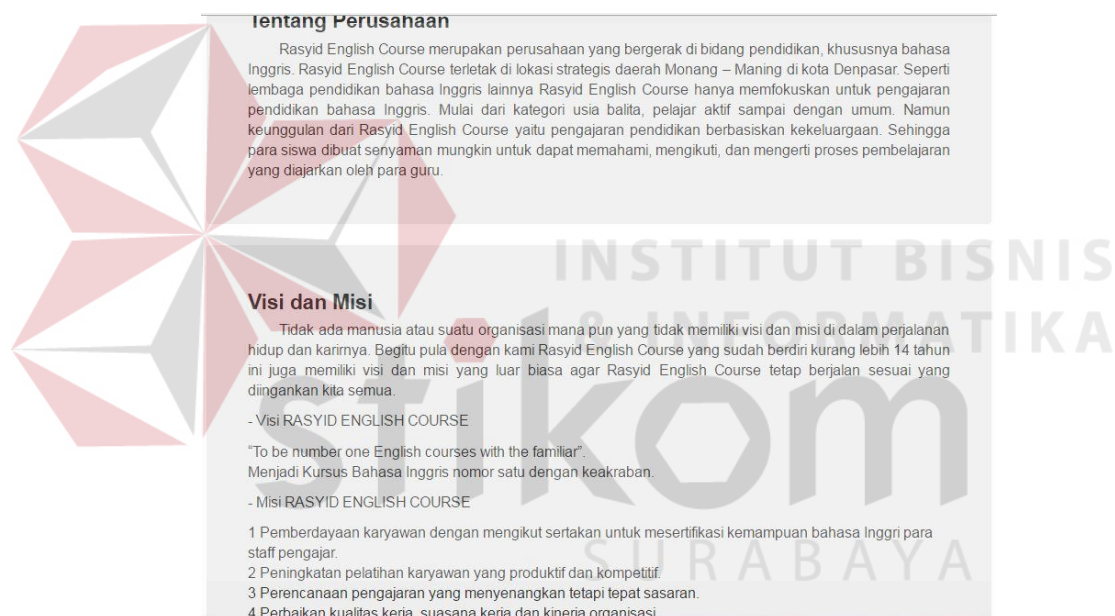 Tentang Perusahaan
Rasyid English Course merupakan perusahaan yang bergerak di bidang pendidikan, khususnya bahasa
Inggris. Rasyid English Course terletak di lokasi strategis daerah Monang – Maning di kota Denpasar. Seperti
lembaga pendidikan bahasa Inggris lainnya Rasyid English Course hanya memfokuskan untuk pengajaran
pendidikan bahasa Inggris. Mulai dari kategori usia balita, pelajar aktif sampai dengan umum. Namun
keunggulan dari Rasyid English Course yaitu pengajaran pendidikan berbasiskan kekeluargaan. Sehingga
para siswa dibuat senyaman mungkin untuk dapat memahami, mengikuti, dan mengerti proses pembelajaran
yang diajarkan oleh para guru.
INSTITUT BISNIS
& INFORMATIKA
stikom
SURABAYA
Visi dan Misi
Tidak ada manusia atau suatu organisasi mana pun yang tidak memiliki visi dan misi di dalam perjalanan
hidup dan karirnya. Begitu pula dengan kami Rasyid English Course yang sudah berdiri kurang lebih 14 tahun
ini juga memiliki visi dan misi yang luar biasa agar Rasyid English Course tetap berjalan sesuai yang
diingankan kita semua.
- Visi RASYID ENGLISH COURSE
"To be number one English courses with the familiar".
Menjadi Kursus Bahasa Inggris nomor satu dengan keakraban.
- Misi RASYID ENGLISH COURSE
1 Pemberdayaan karyawan dengan mengikut sertakan untuk mesertifikasi kemampuan bahasa Inggri para
staff pengajar.
2 Peningkatan pelatihan karyawan yang produktif dan kompetitif.
3 Perencanaan pengajaran yang menyenangkan tetapi tepat sasaran.
4 Perbaikan kualitas kerja, suasana kerja dan kinerja organisasi.